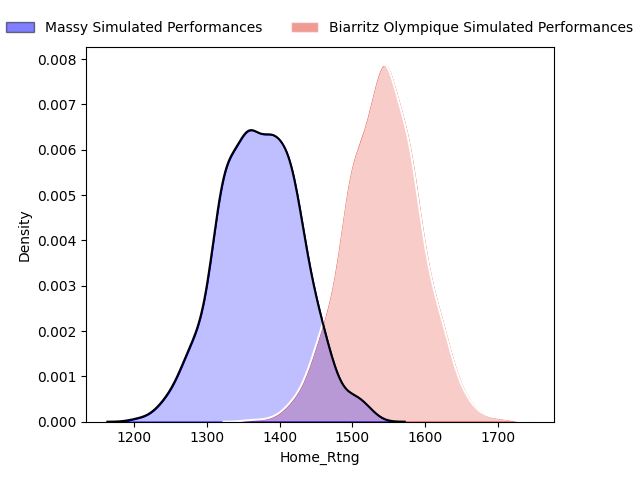 Massy Simulated Performances Biarritz Olympique Simulated Performances
0.008
0.007
0.006
0.005
0.004
0.003
0.002
0.001
0.000
Density
1200 1300 1400 1500 1600 1700
Home_Rtng